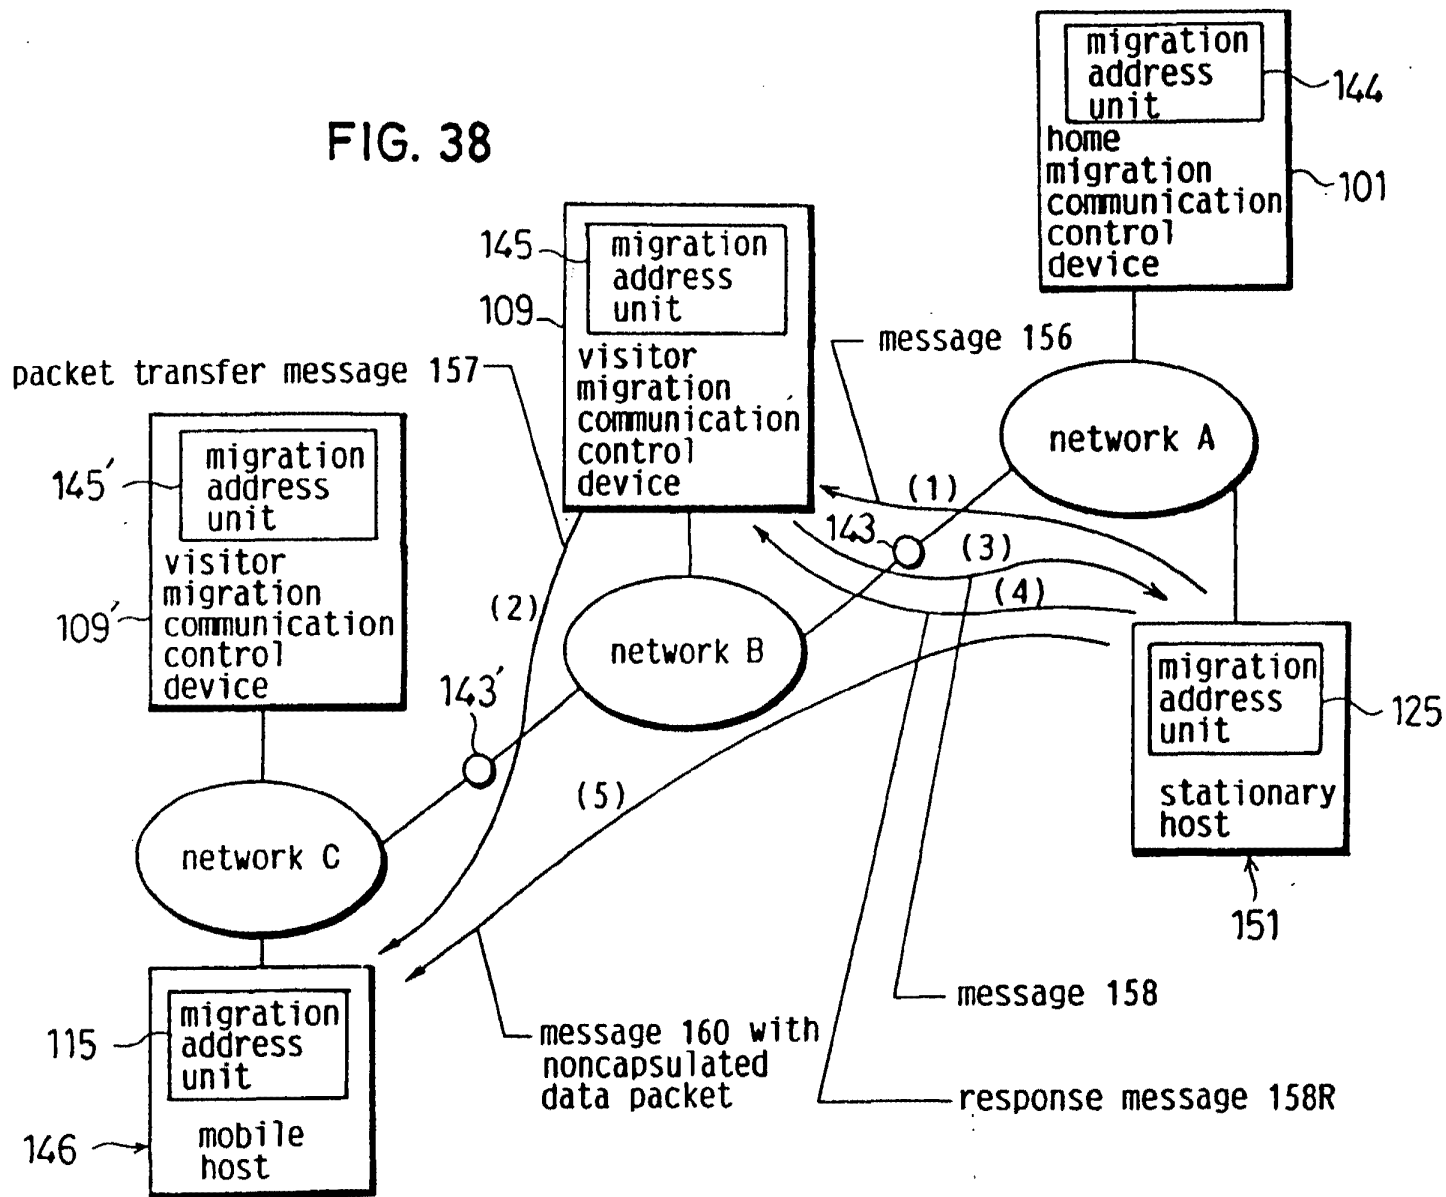 FIG. 38
migration
address
unit
144
home
migration
communication
control
device
101
145
migration
address
unit
109
visitor
migration
communication
control
device
message 156
packet transfer message 157
network A
145′
migration
address
unit
109′
visitor
migration
communication
control
device
(1)
143
(3)
(4)
(2)
network B
143′
(5)
migration
address
unit
125
stationary
host
151
network C
115
migration
address
unit
146
mobile
host
message 160 with
noncapsulated
data packet
message 158
response message 158R